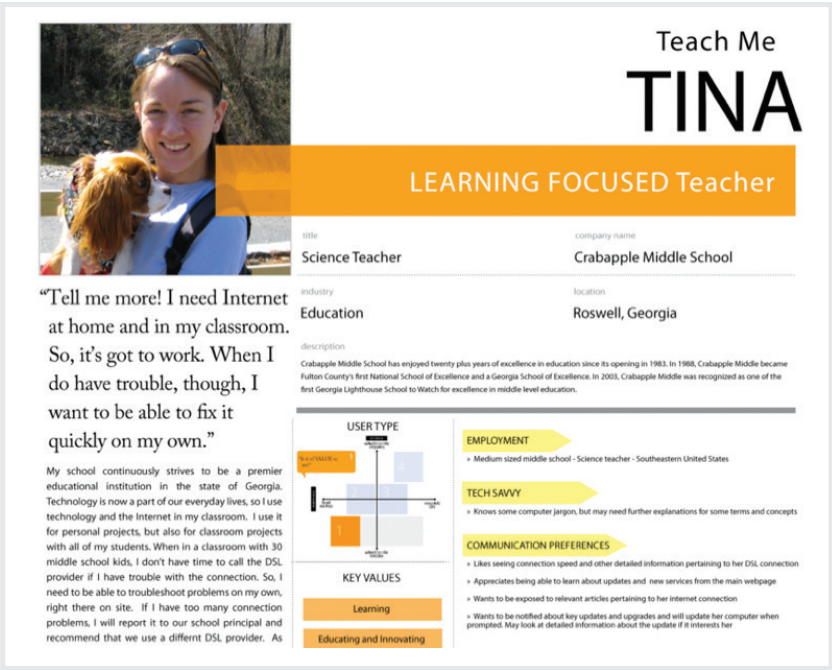 Teach Me
TINA
LEARNING FOCUSED Teacher
title
Science Teacher
company name
Crabapple Middle School
industry
Education
location
Roswell, Georgia
description
Crabapple Middle School has enjoyed twenty plus years of excellence in education since its opening in 1983. In 1988, Crabapple Middle became
Fulton County's first National School of Excellence and a Georgia School of Excellence. In 2003, Crabapple Middle was recognized as one of the
first Georgia Lighthouse School to Watch for excellence in middle level education.
“Tell me more! I need Internet
at home and in my classroom.
So, it’s got to work. When I
do have trouble, though, I
want to be able to fix it
quickly on my own.”
My school continuously strives to be a premier
educational institution in the state of Georgia.
Technology is now a part of our everyday lives, so I use
technology and the Internet in my classroom. I use it
for personal projects, but also for classroom projects
with all of my students. When in a classroom with 30
middle school kids, I don't have time to call the DSL
provider if I have trouble with the connection. So, I
need to be able to troubleshoot problems on my own,
right there on site. If I have too many connection
problems, I will report it to our school principal and
recommend that we use a differnt DSL provider. As
USER TYPE
4
2
3
1
KEY VALUES
Learning
Educating and Innovating
EMPLOYMENT
» Medium sized middle school - Science teacher - Southeastern United States
TECH SAVVY
» Knows some computer jargon, but may need further explanations for some terms and concepts
COMMUNICATION PREFERENCES
» Likes seeing connection speed and other detailed information pertaining to her DSL connection
» Appreciates being able to learn about updates and new services from the main webpage
» Wants to be exposed to relevant articles pertaining to her internet connection
» Wants to be notified about key updates and upgrades and will update her computer when
prompted. May look at detailed information about the update if it interests her